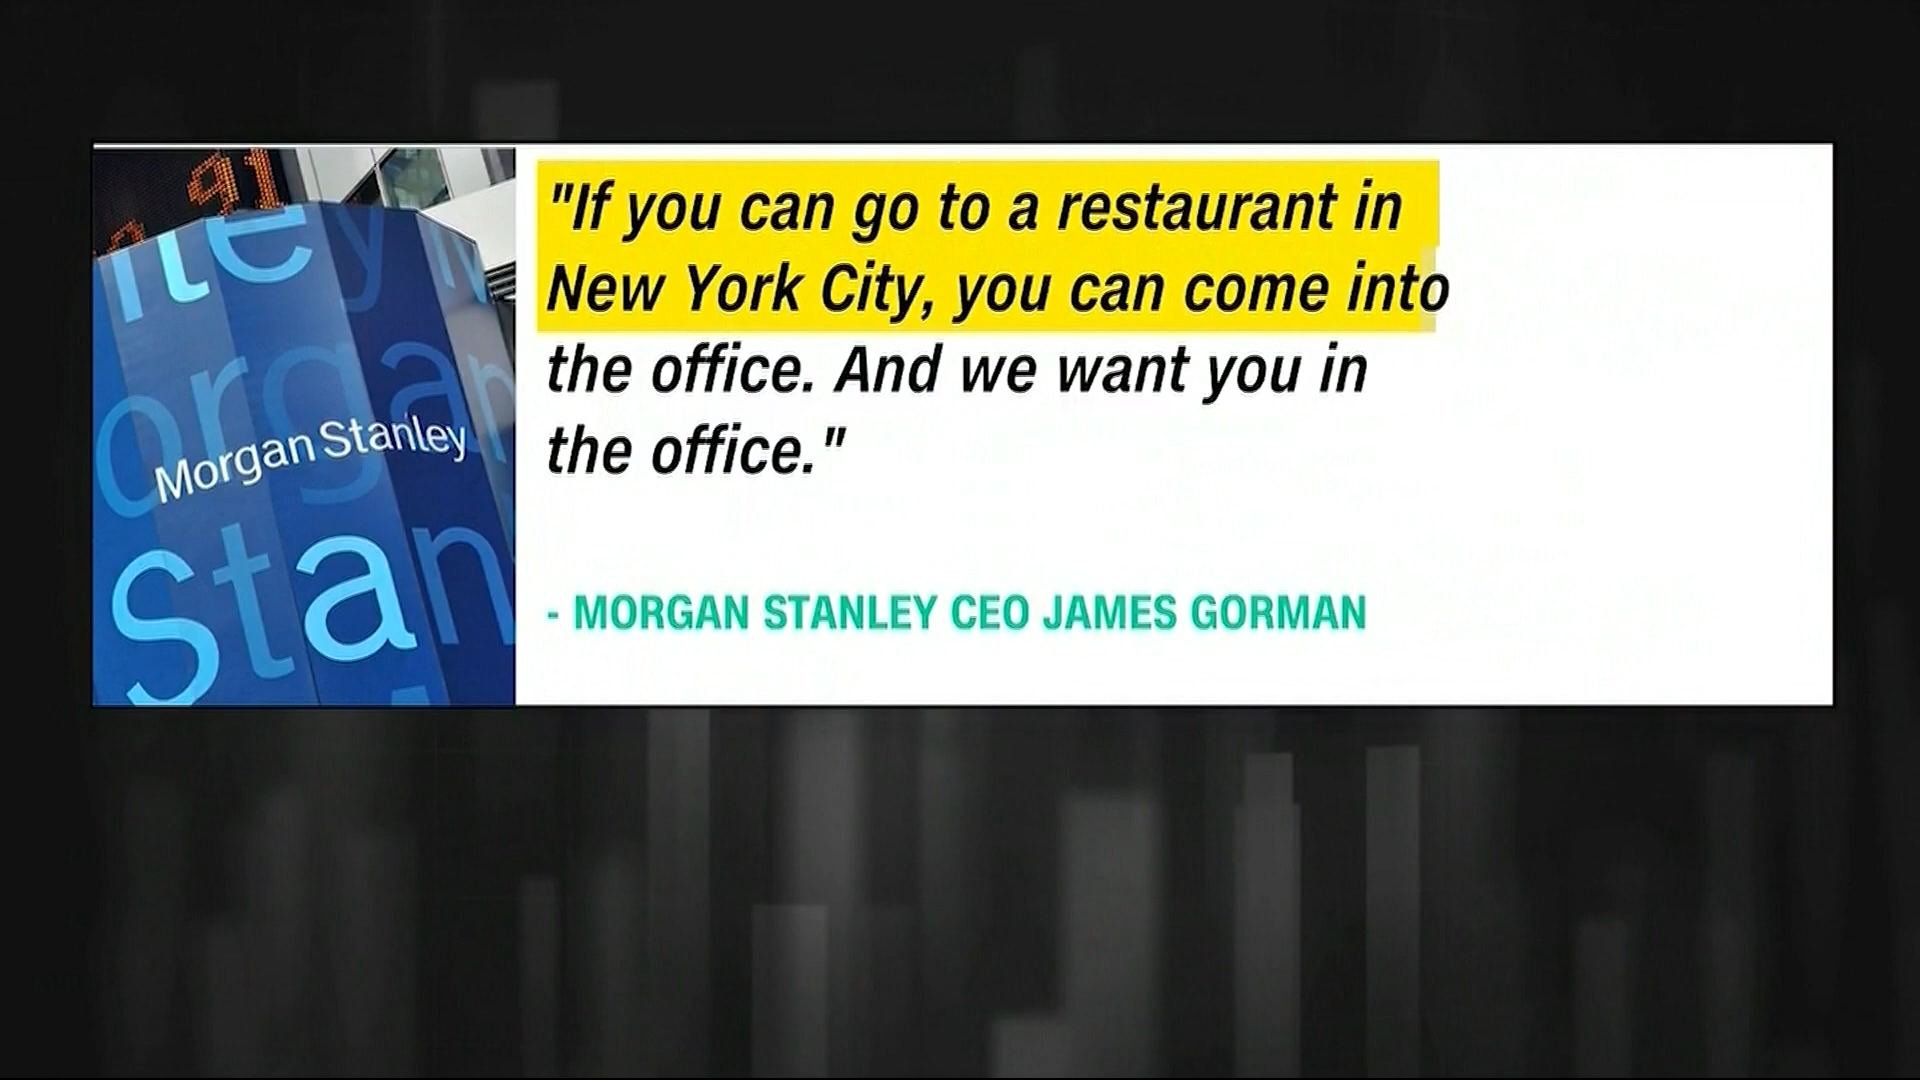 "If you can go to a restaurant in
New York City, you can come into
the office. And we want you in
the office."
- MORGAN STANLEY CEO JAMES GORMAN
91
Morgan Stanley